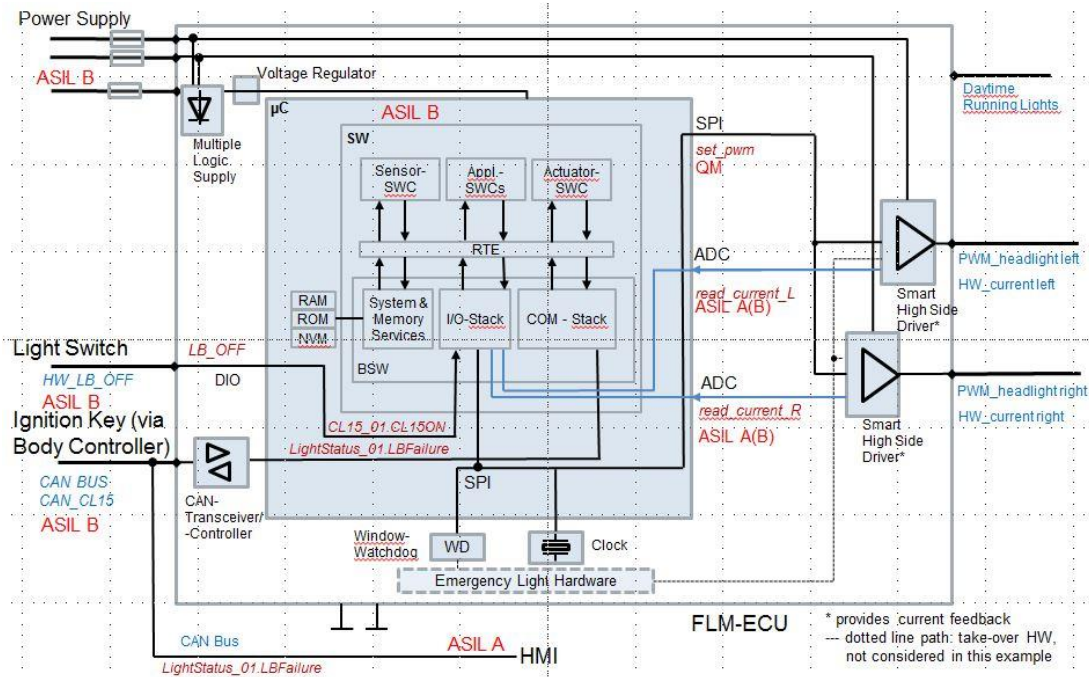 Power Supply
ASIL B
Voltage Regulator
Multiple
Logic
Supply
µC
ASIL B
SW
Sensor-
SWC
Appl.-
SWCs
Actuator-
SWC
RTE
RAM
ROM
NVM
System &
Memory
Services
I/O-Stack
COM - Stack
BSW
SPI
set_pwm
QM
Daytime
Running Lights
ADC
read_current_L
ASIL A(B)
PWM_headlight left
HW_current left
Smart
High Side
Driver*
Light Switch
LB_OFF
HW_LB_OFF
DIO
ASIL B
ADC
read_current_R
ASIL A(B)
PWM_headlight right
HW_current right
Smart
High Side
Driver*
Ignition Key (via
Body Controller)
CL15_01.CL15ON
LightStatus_01.LBFailure
CAN BUS
CAN_CL15
ASIL B
CAN-
Transceiver/
-Controller
SPI
Window-
Watchdog
WD
Clock
Emergency Light Hardware
FLM-ECU
* provides current feedback
--- dotted line path: take-over HW,
not considered in this example
CAN Bus
LightStatus_01.LBFailure
ASIL A
HMI